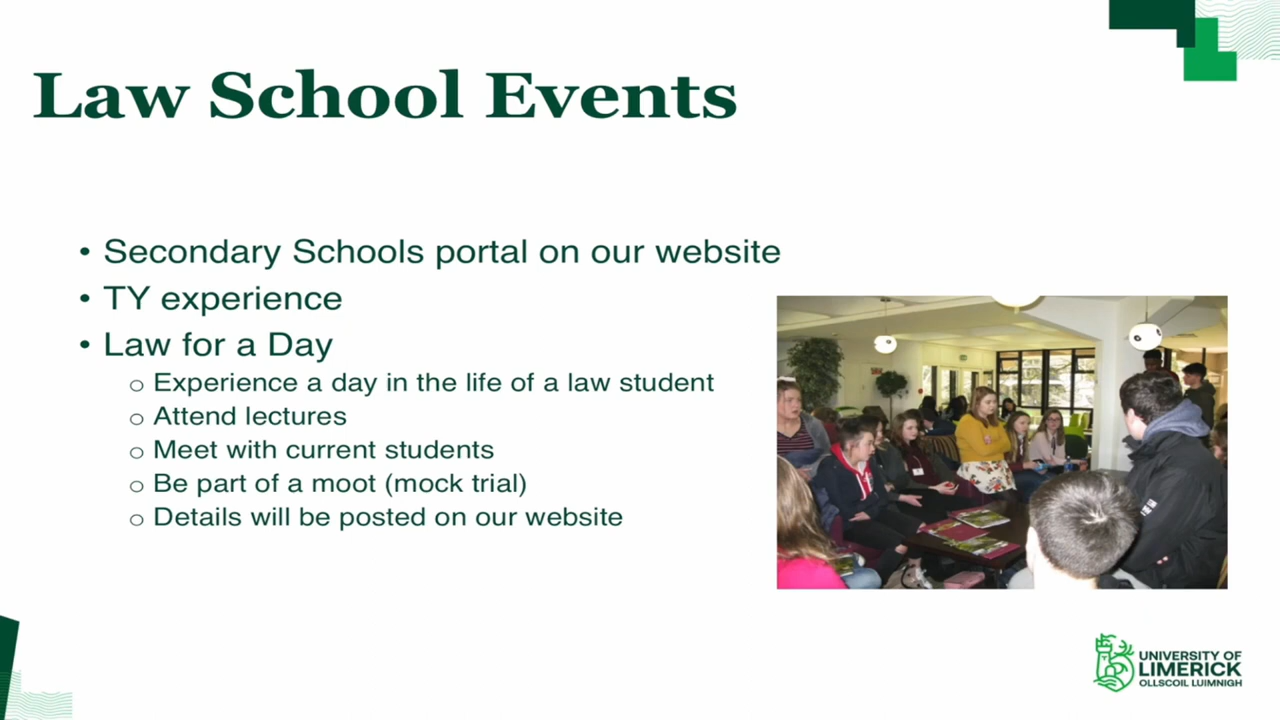 Law School Events
• Secondary Schools portal on our website
• TY experience
• Law for a Day
o Experience a day in the life of a law student
o Attend lectures
o Meet with current students
o Be part of a moot (mock trial)
o Details will be posted on our website
UNIVERSITY OF
LIMERICK
OLLSCOIL LUIMNIGH